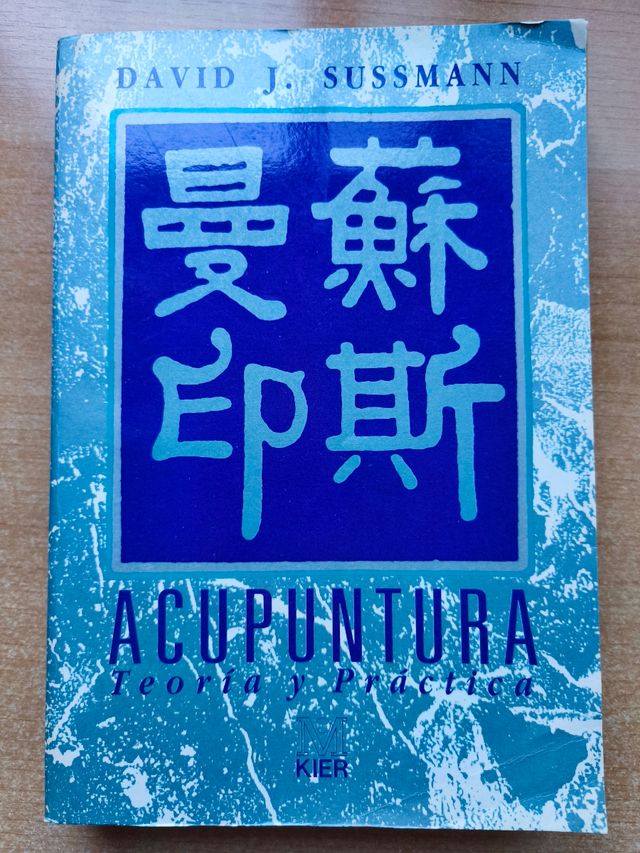 DAVID J. SUSSMANN
蘇斯
曼印
ACUPUNTURA
Teoría y Práctica
M
KIER